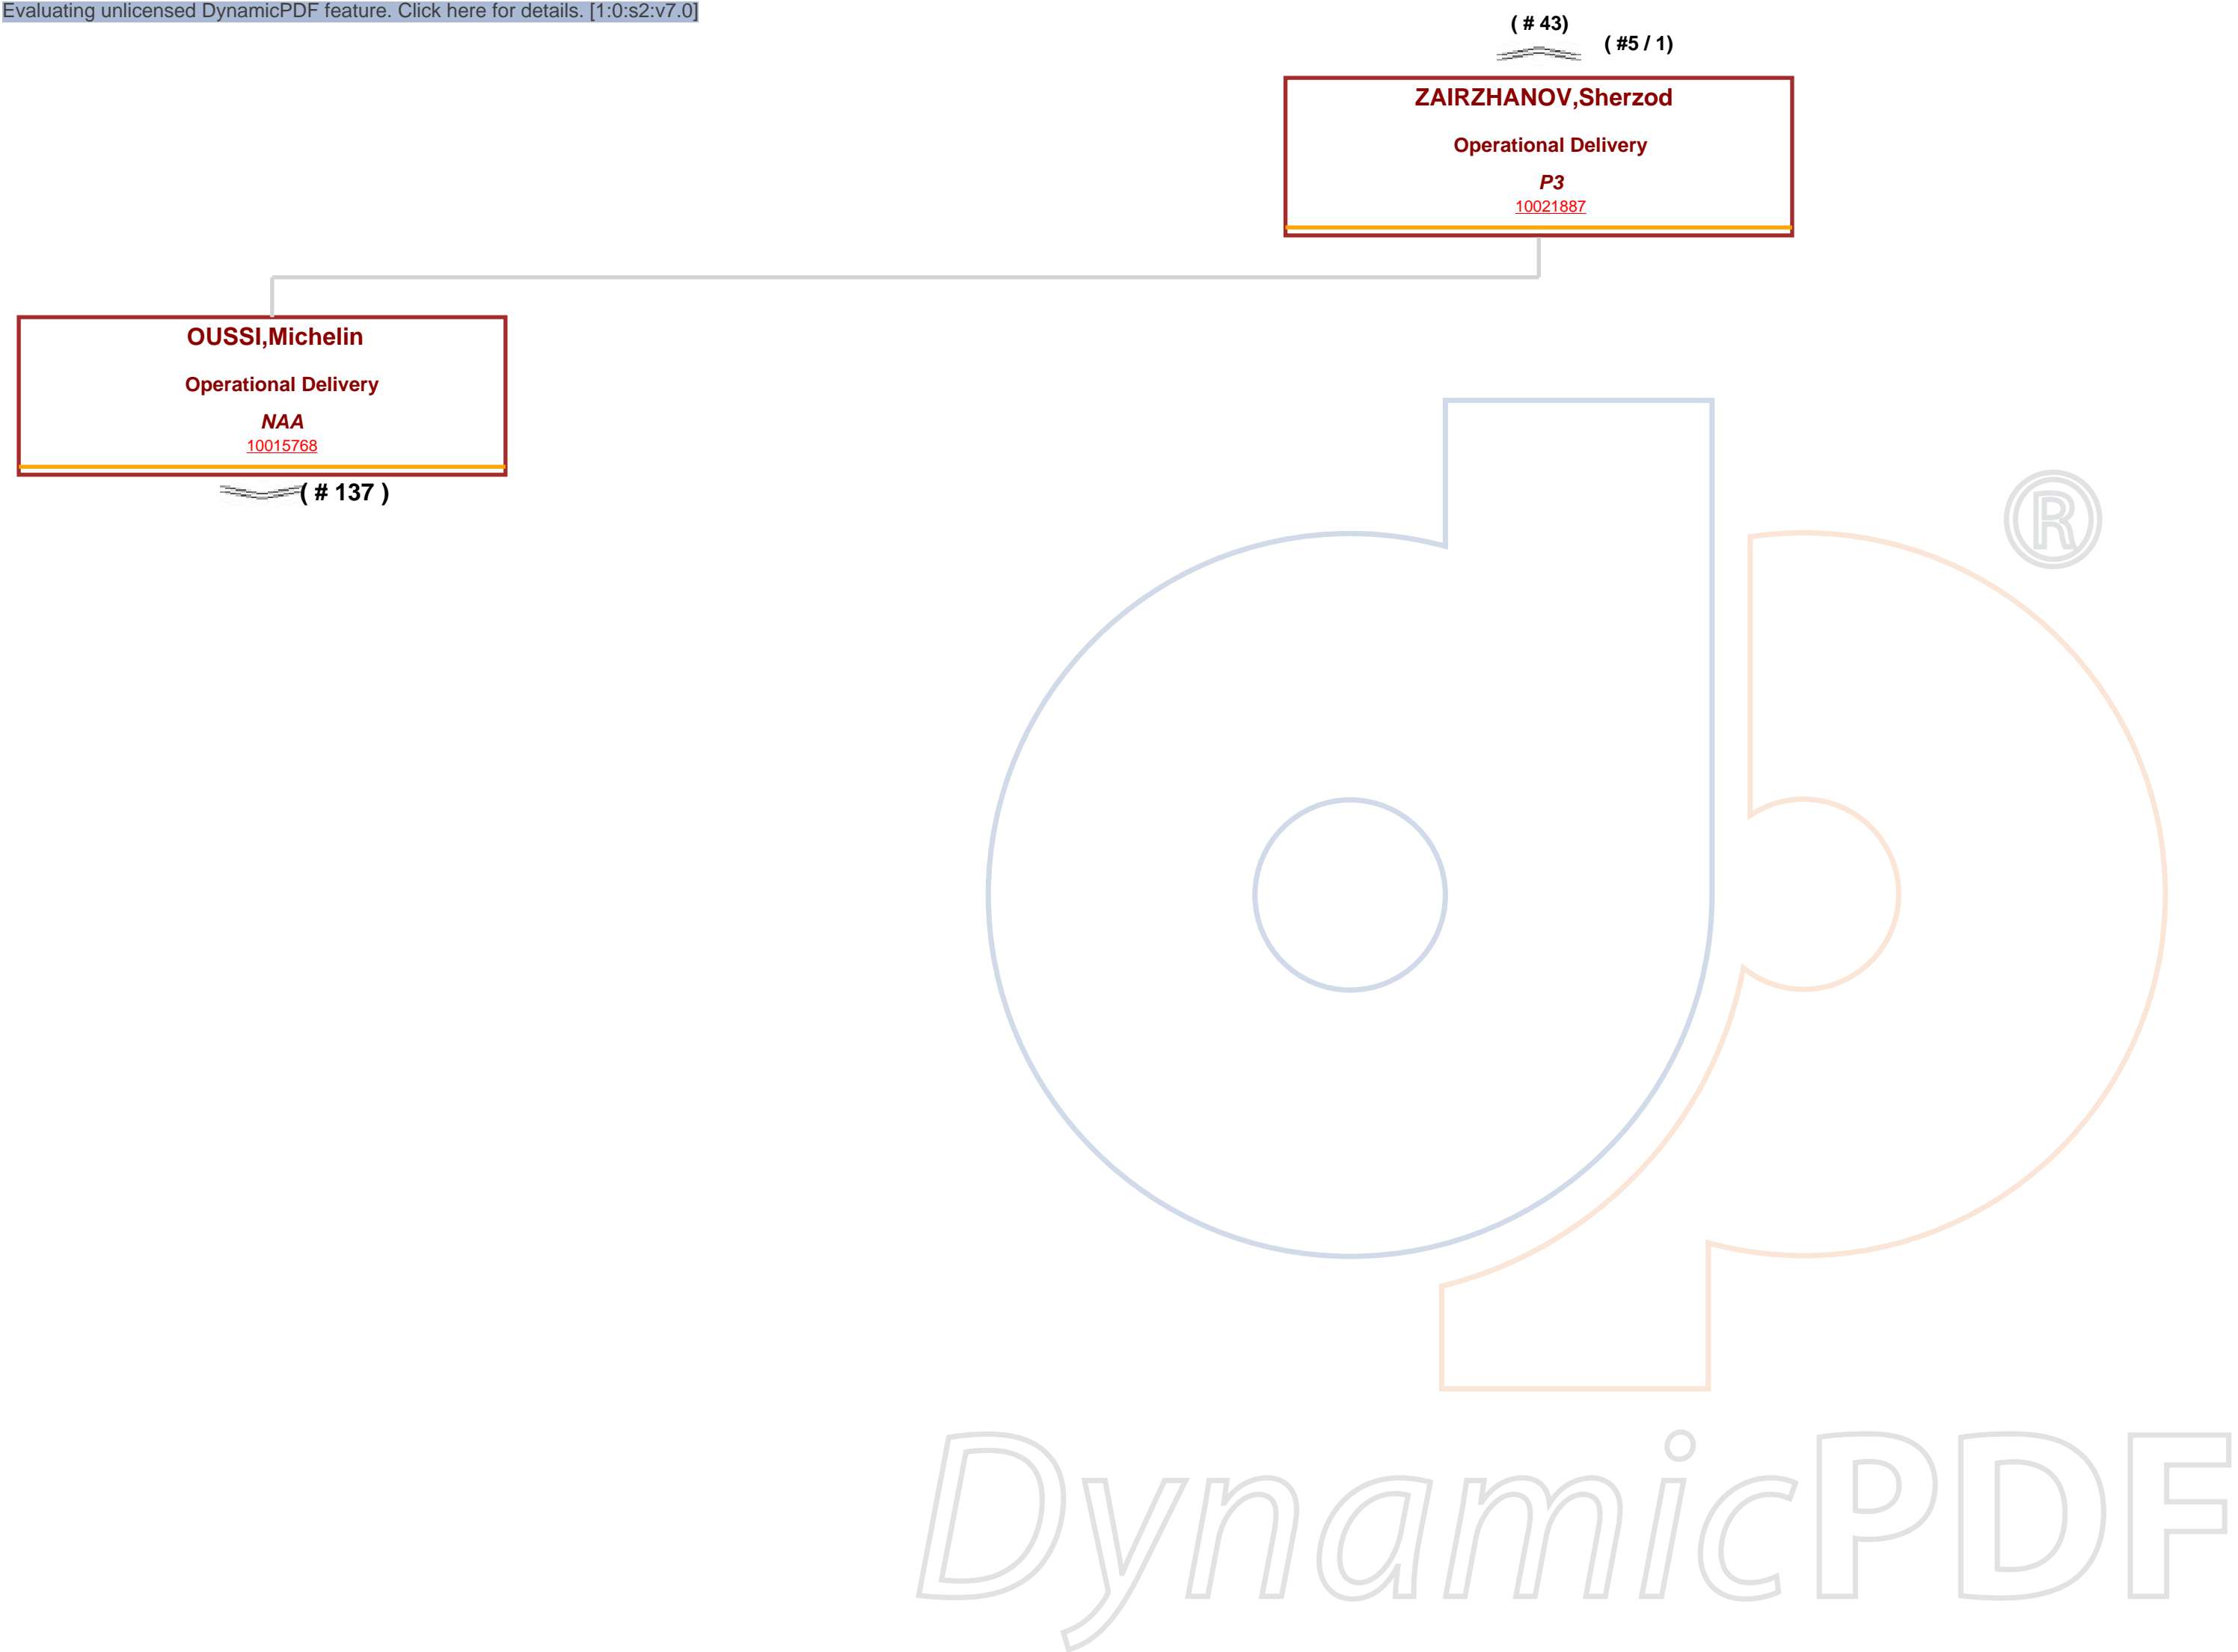 Evaluating unlicensed DynamicPDF feature. Click here for details. [1:0:s2:v7.0]
( # 43)
( #5 / 1)
ZAIRZHANOV,Sherzod
Operational Delivery
P3
10021887
OUSSI,Michelin
Operational Delivery
NAA
10015768
( # 137 )
®
DynamicPDF